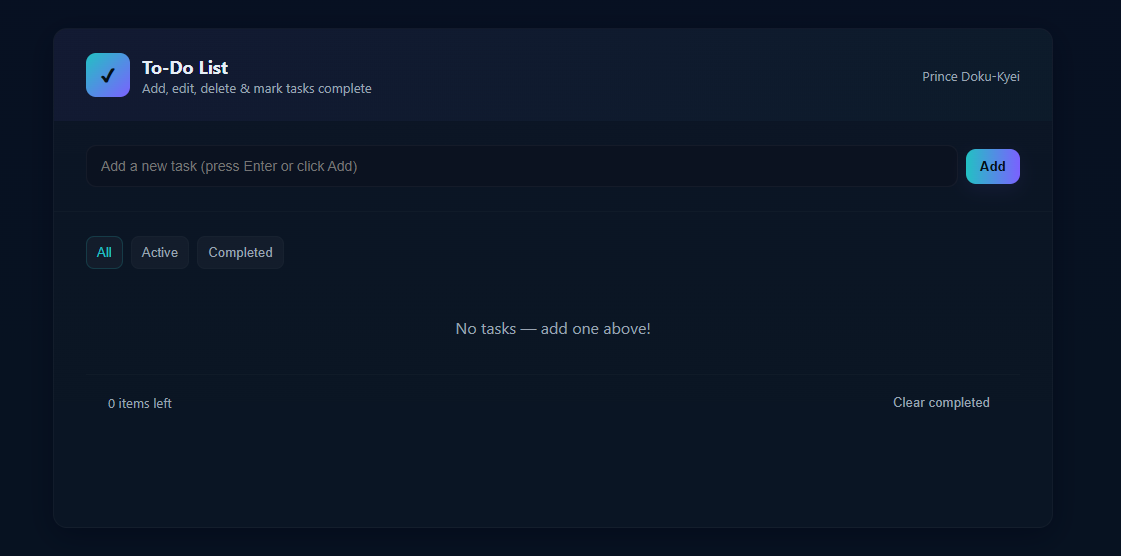 To-Do List
Add, edit, delete & mark tasks complete
Prince Doku-Kyei
Add a new task (press Enter or click Add)
Add
All
Active
Completed
No tasks — add one above!
0 items left
Clear completed